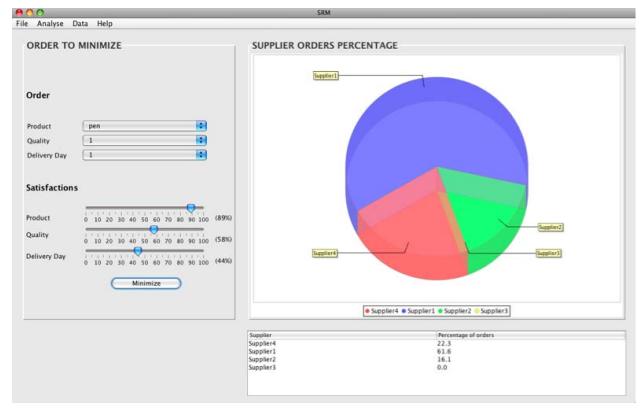 SRM
File Analyse Data Help
ORDER TO MINIMIZE
Order
Product pen
Quality 1
Delivery Day 1
Satisfactions
Product 0 10 20 30 40 50 60 70 80 90 100 (89%)
Quality 0 10 20 30 40 50 60 70 80 90 100 (58%)
Delivery Day 0 10 20 30 40 50 60 70 80 90 100 (44%)
Minimize
SUPPLIER ORDERS PERCENTAGE
Supplier1
Supplier2
Supplier4
Supplier3
Supplier4 Supplier1 Supplier2 Supplier3
Supplier Percentage of orders
Supplier4 22.3
Supplier1 61.6
Supplier2 16.1
Supplier3 0.0